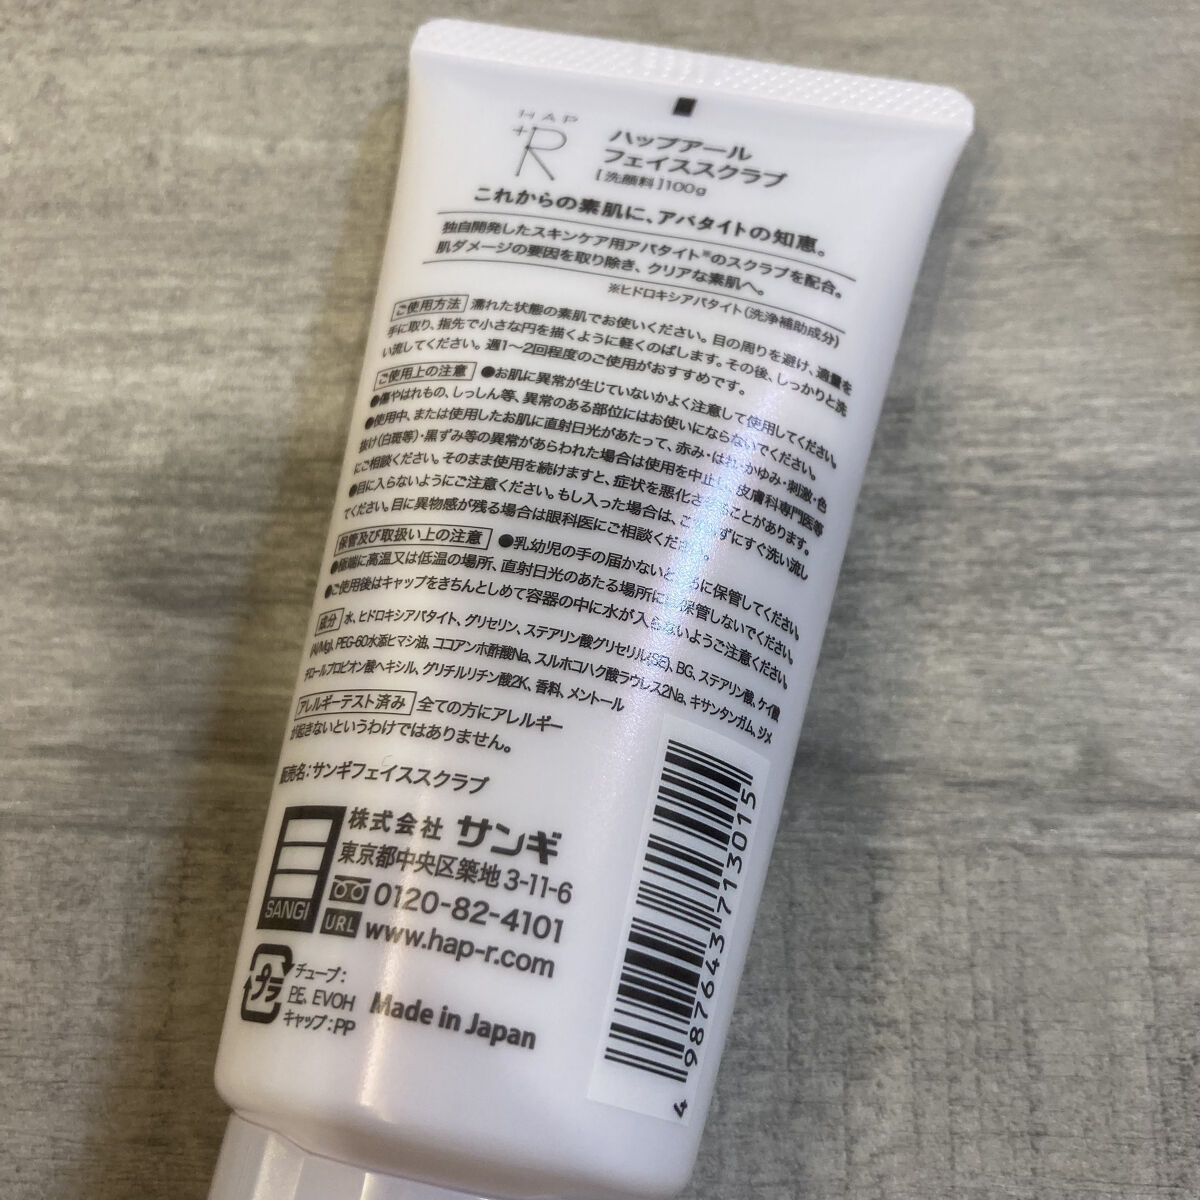 HAP
+R
ハップアール
フェイススクラブ
[洗顔料]100g
これからの素肌に、アパタイトの知恵。
独自開発したスキンケア用アパタイト※のスクラブを配合。
肌ダメージの要因を取り除き、クリアな素肌へ。
※ヒドロキシアパタイト(洗浄補助成分)
ご使用方法 濡れた状態の素肌でお使いください。目の周りを避け、適量を
手に取り、指先で小さな円を描くように軽くのばします。その後、しっかりと洗
い流してください。週1〜2回程度のご使用がおすすめです。
ご使用上の注意 ●お肌に異常が生じていないかよく注意して使用してください。
●傷やはれもの、しっしん等、異常のある部位にはお使いにならないでください。
●使用中、または使用したお肌に直射日光があたって、赤み・はれ・かゆみ・刺激・色
抜け(白斑等)・黒ずみ等の異常があらわれた場合は使用を中止し、皮膚科専門医等
にご相談ください。そのまま使用を続けますと、症状を悪化させることがあります。
●目に入らないようにご注意ください。もし入った場合は、こすらずにすぐ洗い流し
てください。目に異物感が残る場合は眼科医にご相談ください。
保管及び取扱い上の注意 ●乳幼児の手の届かないところに保管してください。
●極端に高温又は低温の場所、直射日光のあたる場所には保管しないでください。
●ご使用後はキャップをきちんとしめて容器の中に水が入らないようご注意ください。
成分 水、ヒドロキシアパタイト、グリセリン、ステアリン酸グリセリル(SE)、BG、ステアリン酸、ケイ酸
(Al/Mg)、PEG-60水添ヒマシ油、ココアンホ酢酸Na、スルホコハク酸ラウレス2Na、キサンタンガム、ジメ
チロールプロピオン酸ヘキシル、グリチルリチン酸2K、香料、メントール
アレルギーテスト済み 全ての方にアレルギー
が起きないというわけではありません。
販売名：サンギフェイススクラブ
SANGI
株式会社 サンギ
東京都中央区築地3-11-6
0120-82-4101
URL www.hap-r.com
プラ
チューブ：
PE、EVOH
キャップ：PP
Made in Japan
4 987643 713015